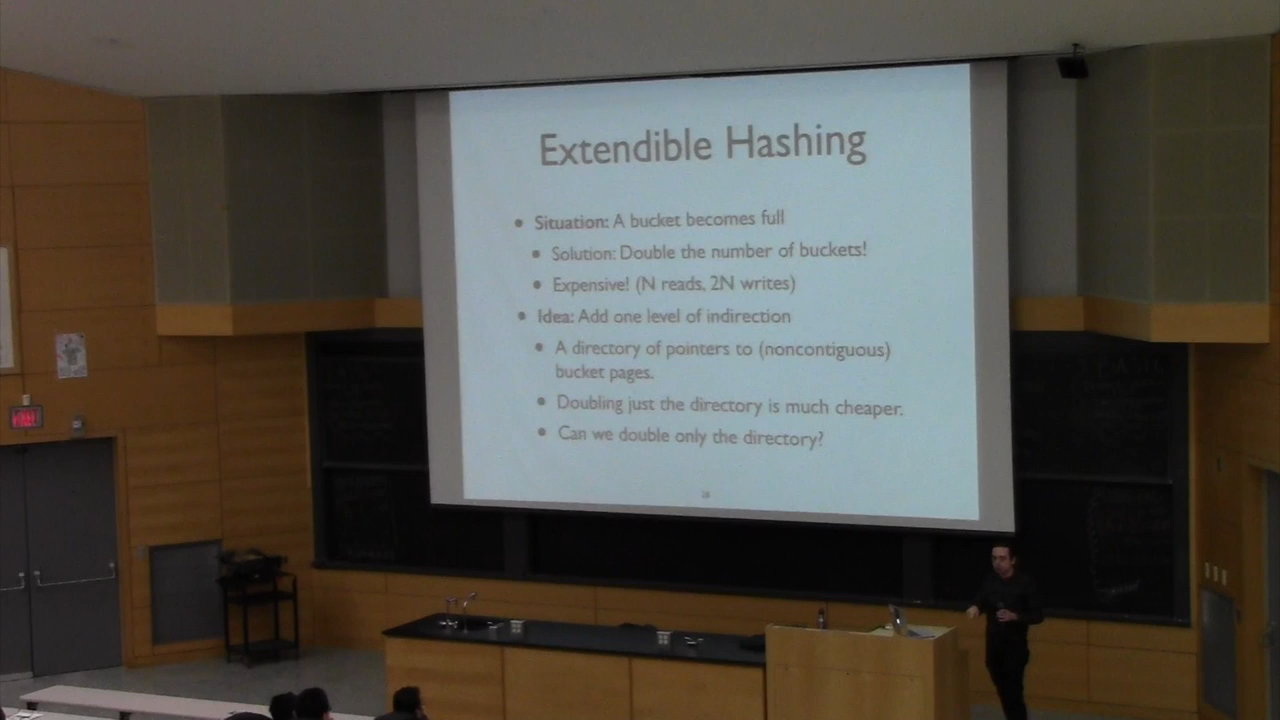 Extendible Hashing
• Situation: A bucket becomes full
• Solution: Double the number of buckets!
• Expensive! (N reads, 2N writes)
• Idea: Add one level of indirection
• A directory of pointers to (noncontiguous)
bucket pages.
• Doubling just the directory is much cheaper.
• Can we double only the directory?